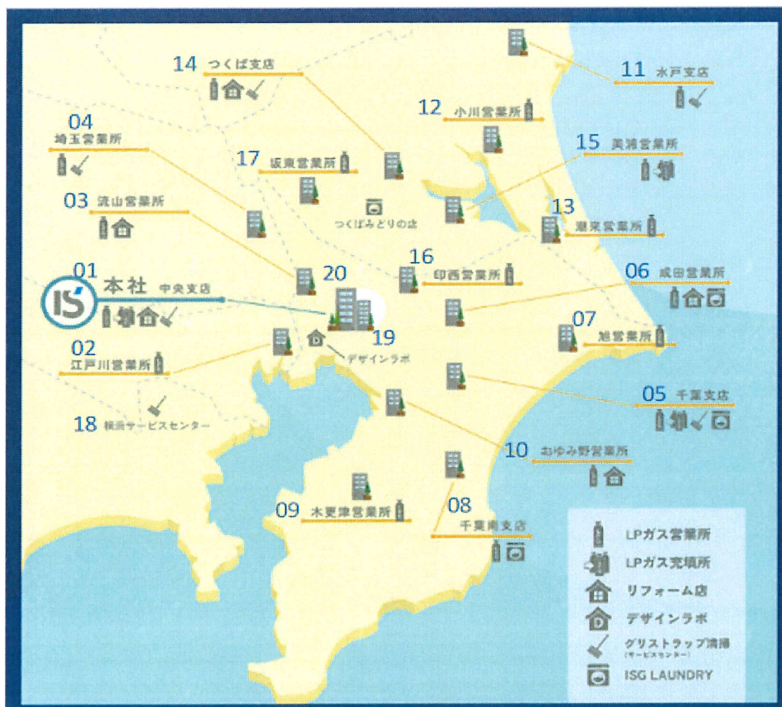 11 水戸支店
14 つくば支店
12 小川営業所
04
埼玉営業所
15 美浦営業所
17 坂東営業所
03
流山営業所
つくばみどりの店
13
潮来営業所
01
IS 本社 中央支店
20
16
印西営業所
06 成田営業所
19
デザインラボ
07
旭営業所
02
江戸川営業所
05 千葉支店
18 横浜サービスセンター
10 おゆみ野営業所
09 木更津営業所
08
千葉南支店
LPガス営業所
LPガス充填所
リフォーム店
D デザインラボ
グリストラップ清掃
(サービスセンター)
ISG LAUNDRY